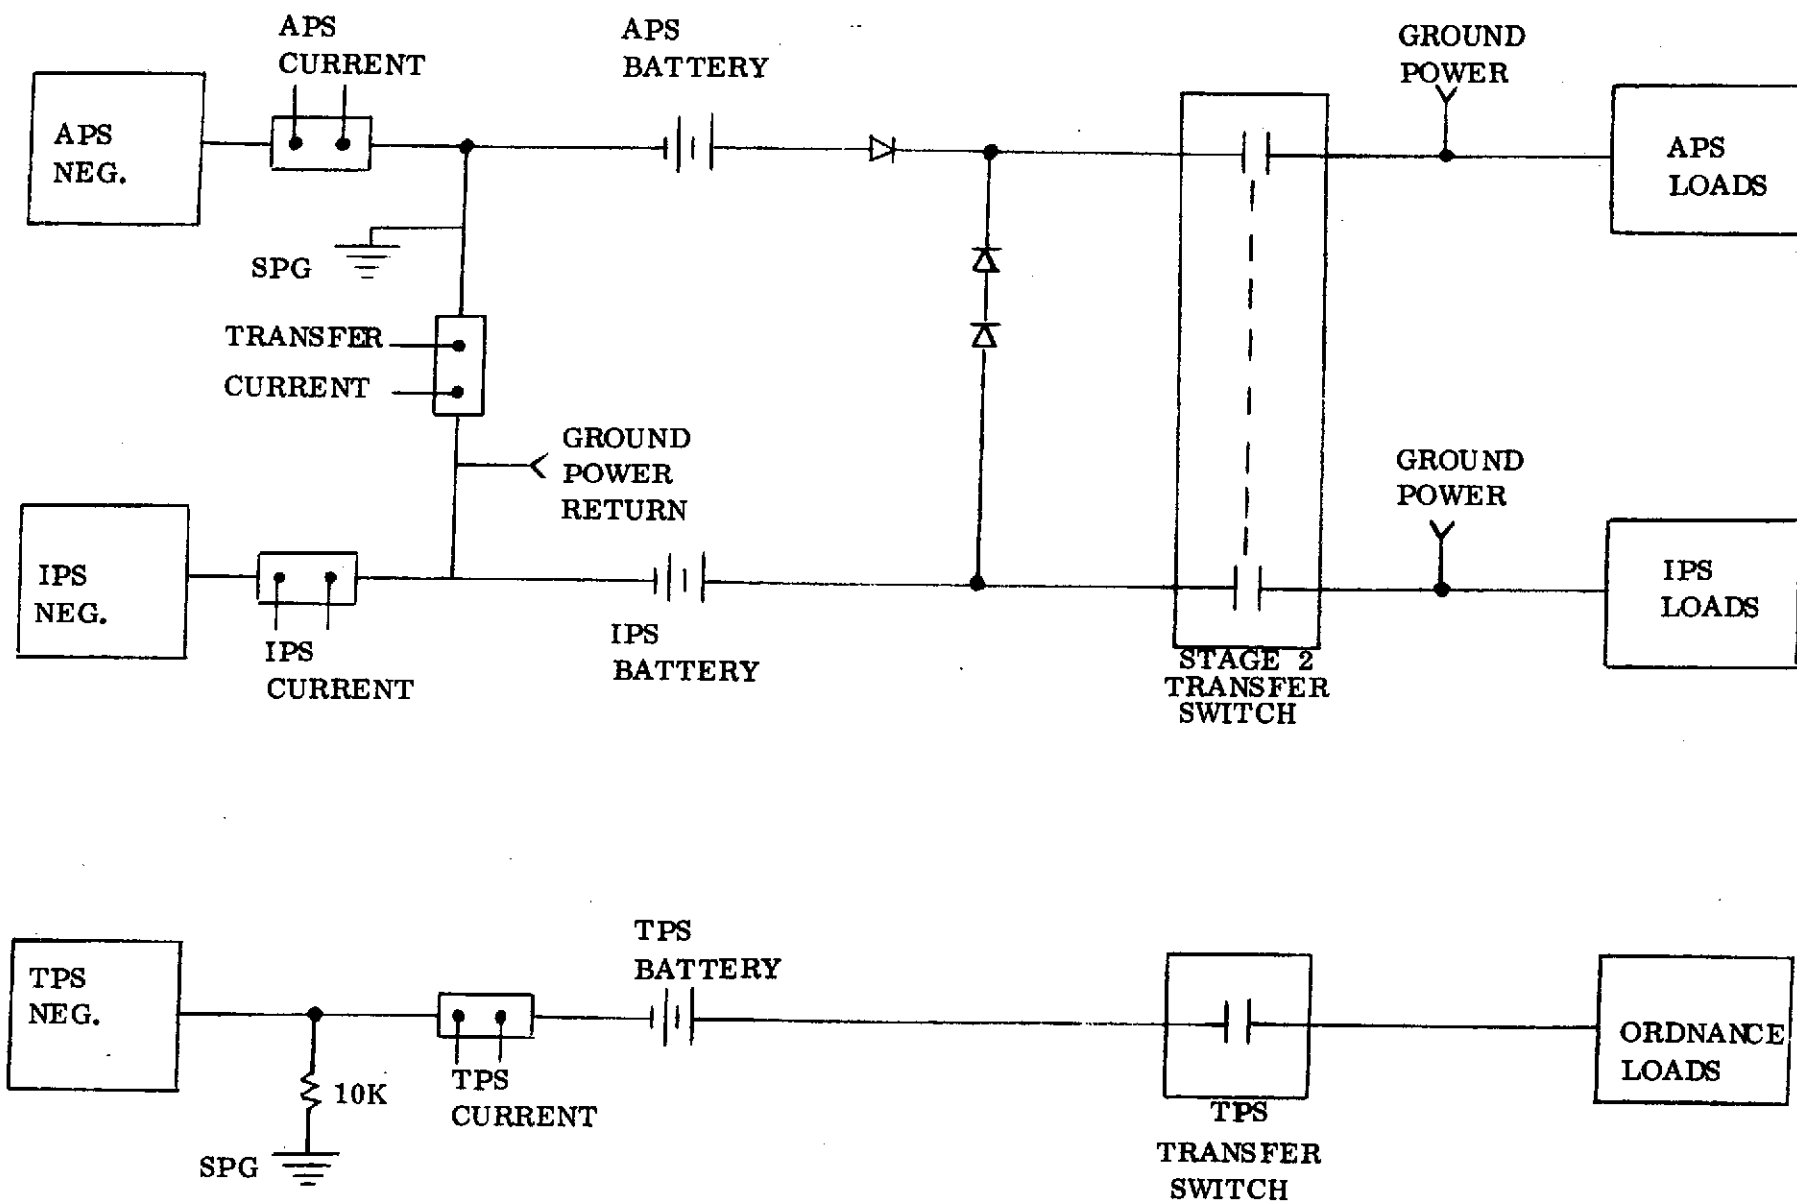 APS
CURRENT
APS
BATTERY
GROUND
POWER
APS
NEG.
APS
LOADS
SPG
TRANSFER
CURRENT
GROUND
POWER
RETURN
GROUND
POWER
IPS
NEG.
IPS
CURRENT
IPS
BATTERY
STAGE 2
TRANSFER
SWITCH
IPS
LOADS
TPS
NEG.
10K
SPG
TPS
CURRENT
TPS
BATTERY
TPS
TRANSFER
SWITCH
ORDNANCE
LOADS